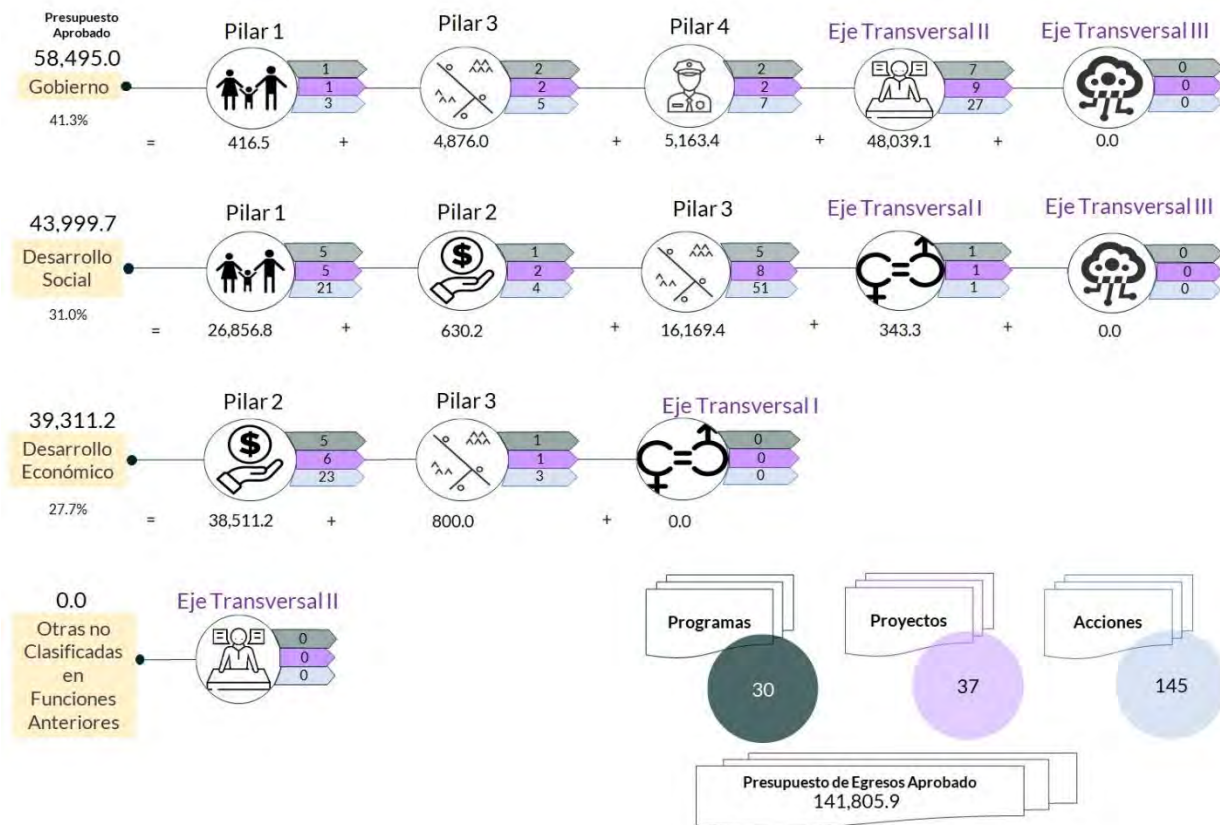 Presupuesto
Aprobado
58,495.0
Gobierno
41.3%
Pilar 1
1
1
3
Pilar 3
2
2
5
Pilar 4
2
2
7
Eje Transversal II
7
9
27
Eje Transversal III
0
0
0
= 416.5 + 4,876.0 + 5,163.4 + 48,039.1 + 0.0
43,999.7
Desarrollo
Social
31.0%
Pilar 1
5
5
21
Pilar 2
$
1
2
4
Pilar 3
5
8
51
Eje Transversal I
1
1
1
Eje Transversal III
0
0
0
= 26,856.8 + 630.2 + 16,169.4 + 343.3 + 0.0
39,311.2
Desarrollo
Económico
27.7%
Pilar 2
$
5
6
23
Pilar 3
1
1
3
Eje Transversal I
0
0
0
= 38,511.2 + 800.0 + 0.0
0.0
Otras no
Clasificadas
en
Funciones
Anteriores
Eje Transversal II
0
0
0
Programas
30
Proyectos
37
Acciones
145
Presupuesto de Egresos Aprobado
141,805.9